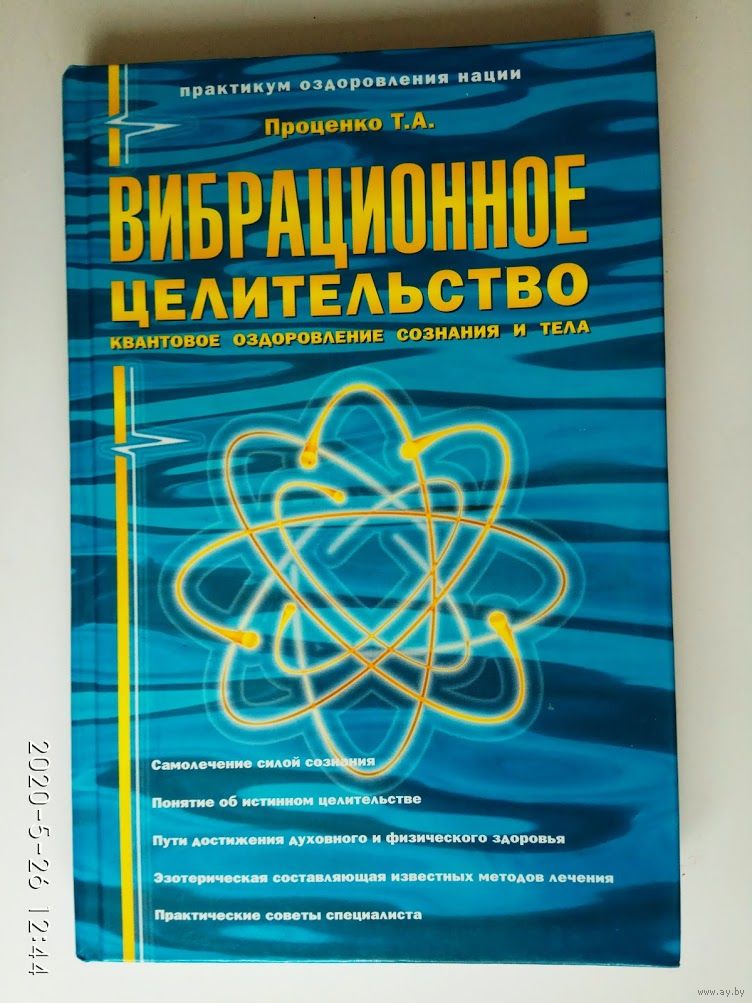 практикум оздоровления нации
Проценко Т.А.
ВИБРАЦИОННОЕ
ЦЕЛИТЕЛЬСТВО
КВАНТОВОЕ ОЗДОРОВЛЕНИЕ СОЗНАНИЯ И ТЕЛА
Самолечение силой сознания
Понятие об истинном целительстве
Пути достижения духовного и физического здоровья
Эзотерическая составляющая известных методов лечения
Практические советы специалиста
2020-5-26 12:44
www.ay.by